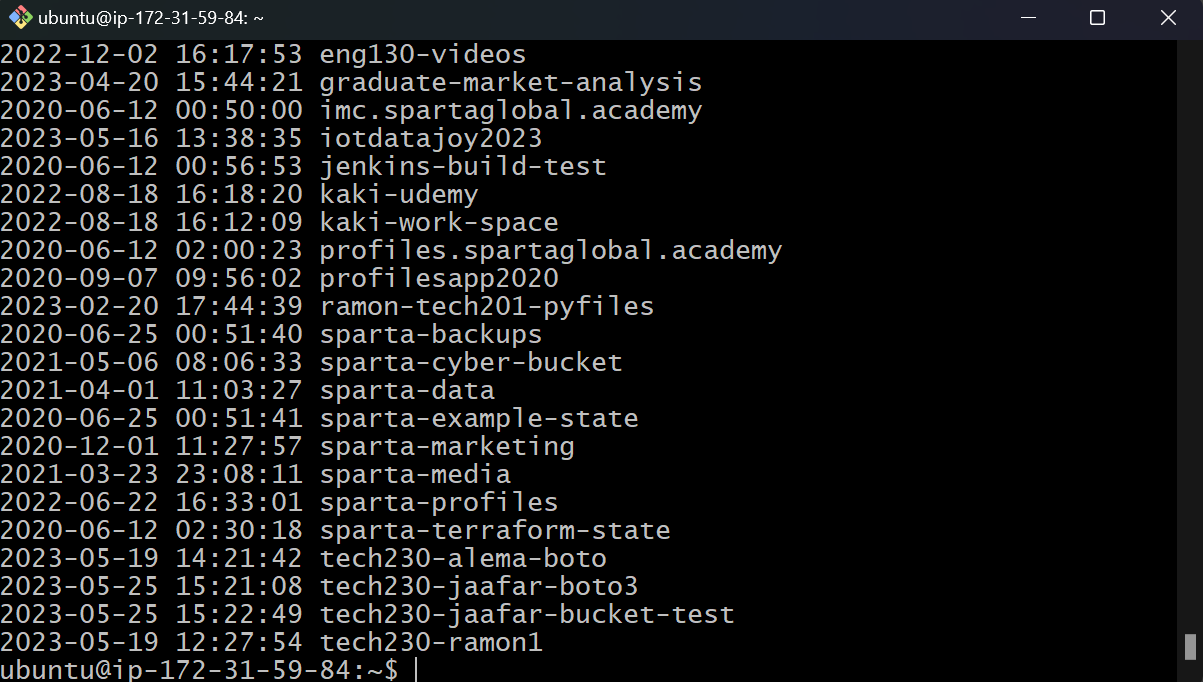 ubuntu@ip-172-31-59-84: ~
2022-12-02 16:17:53 eng130-videos
2023-04-20 15:44:21 graduate-market-analysis
2020-06-12 00:50:00 imc.spartaglobal.academy
2023-05-16 13:38:35 iotdatajoy2023
2020-06-12 00:56:53 jenkins-build-test
2022-08-18 16:18:20 kaki-udemy
2022-08-18 16:12:09 kaki-work-space
2020-06-12 02:00:23 profiles.spartaglobal.academy
2020-09-07 09:56:02 profilesapp2020
2023-02-20 17:44:39 ramon-tech201-pyfiles
2020-06-25 00:51:40 sparta-backups
2021-05-06 08:06:33 sparta-cyber-bucket
2021-04-01 11:03:27 sparta-data
2020-06-25 00:51:41 sparta-example-state
2020-12-01 11:27:57 sparta-marketing
2021-03-23 23:08:11 sparta-media
2022-06-22 16:33:01 sparta-profiles
2020-06-12 02:30:18 sparta-terraform-state
2023-05-19 14:21:42 tech230-alema-boto
2023-05-25 15:21:08 tech230-jaafar-boto3
2023-05-25 15:22:49 tech230-jaafar-bucket-test
2023-05-19 12:27:54 tech230-ramon1
ubuntu@ip-172-31-59-84:~$